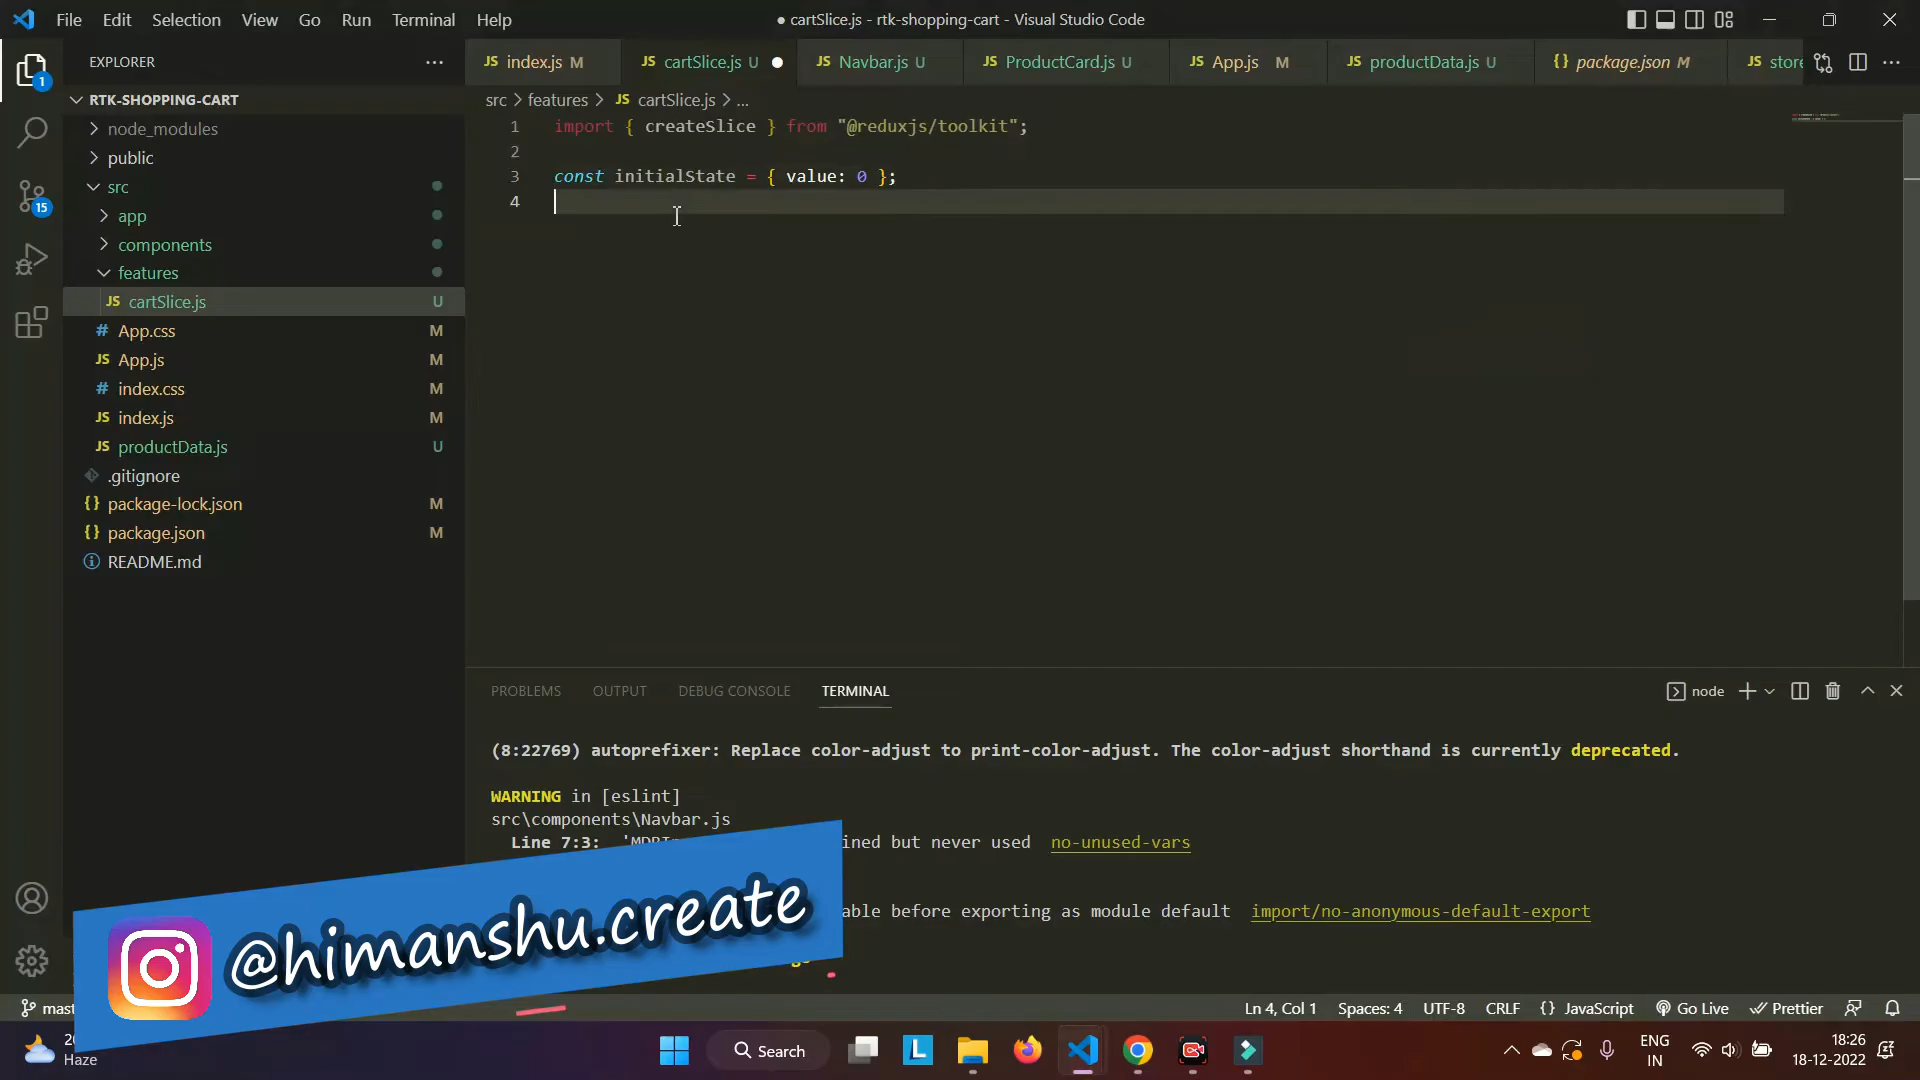 File Edit Selection View Go Run Terminal Help
● cartSlice.js - rtk-shopping-cart - Visual Studio Code
EXPLORER
JS index.js M
JS cartSlice.js U
JS Navbar.js U
JS ProductCard.js U
JS App.js M
JS productData.js U
{} package.json M
JS store
1
RTK-SHOPPING-CART
node_modules
public
src
app
components
features
JS cartSlice.js U
# App.css M
JS App.js M
# index.css M
JS index.js M
JS productData.js U
.gitignore
{} package-lock.json M
{} package.json M
README.md
15
src > features > JS cartSlice.js > ...
1 import { createSlice } from "@reduxjs/toolkit";
2
3 const initialState = { value: 0 };
4
PROBLEMS OUTPUT DEBUG CONSOLE TERMINAL
node
(8:22769) autoprefixer: Replace color-adjust to print-color-adjust. The color-adjust shorthand is currently deprecated.
WARNING in [eslint]
src\components\Navbar.js
Line 7:3: ined but never used no-unused-vars
able before exporting as module default import/no-anonymous-default-export
@himanshu.create
Ln 4, Col 1 Spaces: 4 UTF-8 CRLF {} JavaScript Go Live Prettier
Haze
Search
L
ENG
IN
18:26
18-12-2022